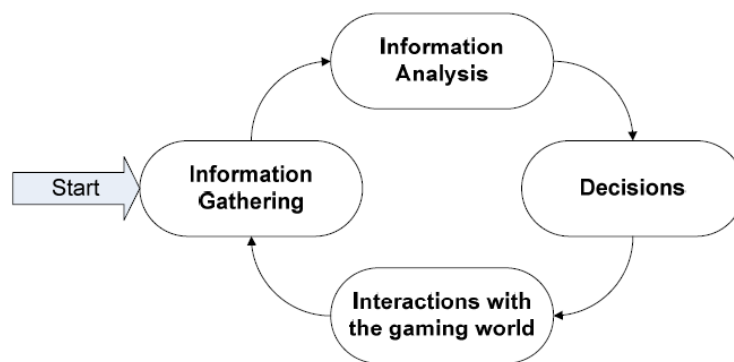 Start
Information
Gathering
Information
Analysis
Decisions
Interactions with
the gaming world